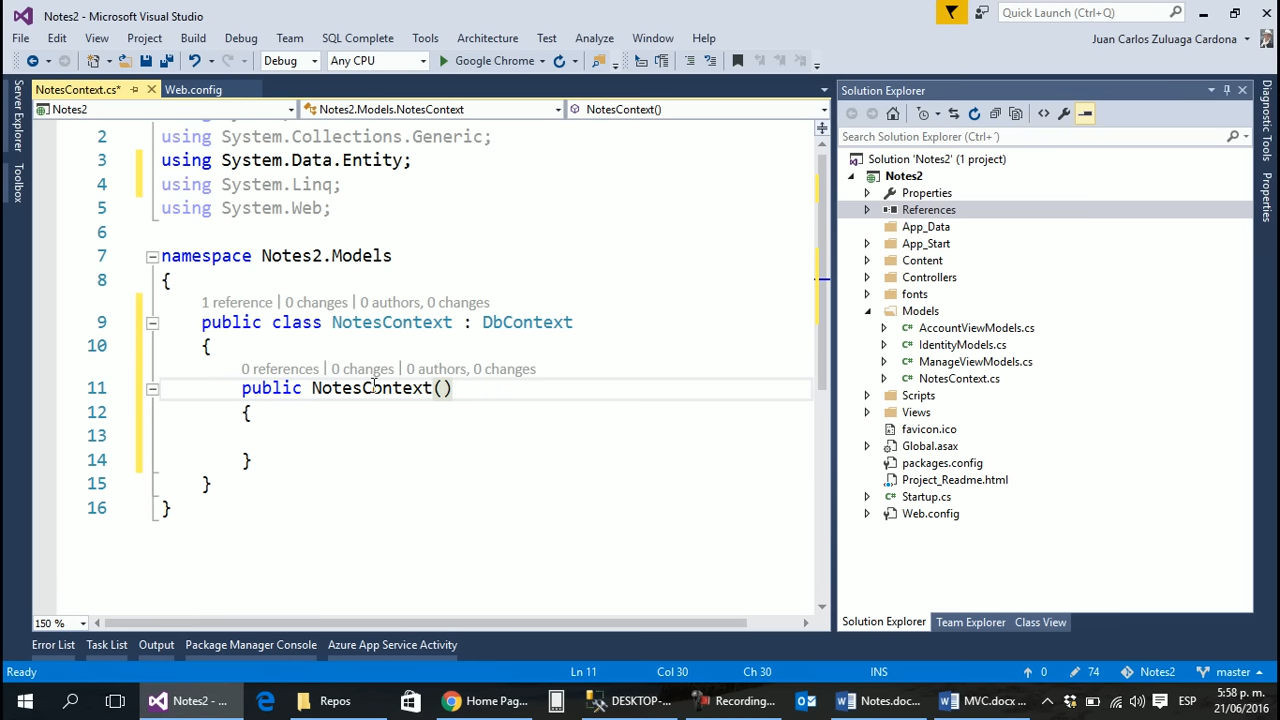 Notes2 - Microsoft Visual Studio
Quick Launch (Ctrl+Q)
File Edit View Project Build Debug Team SQL Complete Tools Architecture Test Analyze Window Help
Juan Carlos Zuluaga Cardona
Debug Any CPU Google Chrome
Server Explorer
Toolbox
NotesContext.cs* Web.config
Notes2 Notes2.Models.NotesContext NotesContext()
2 using System.Collections.Generic;
3 using System.Data.Entity;
4 using System.Linq;
5 using System.Web;
6
7 namespace Notes2.Models
8 {
1 reference | 0 changes | 0 authors, 0 changes
9 public class NotesContext : DbContext
10 {
0 references | 0 changes | 0 authors, 0 changes
11 public NotesContext()
12 {
13
14 }
15 }
16 }
150 %
Solution Explorer
Search Solution Explorer (Ctrl+´)
Solution 'Notes2' (1 project)
Notes2
Properties
References
App_Data
App_Start
Content
Controllers
fonts
Models
AccountViewModels.cs
IdentityModels.cs
ManageViewModels.cs
NotesContext.cs
Scripts
Views
favicon.ico
Global.asax
packages.config
Project_Readme.html
Startup.cs
Web.config
Solution Explorer Team Explorer Class View
Diagnostic Tools
Properties
Error List Task List Output Package Manager Console Azure App Service Activity
Ready Ln 11 Col 30 Ch 30 INS 0 74 Notes2 master
Notes2 - ... Repos Home Pag... DESKTOP-... Recording... Notes.doc... MVC.docx ... ESP
5:58 p. m.
21/06/2016